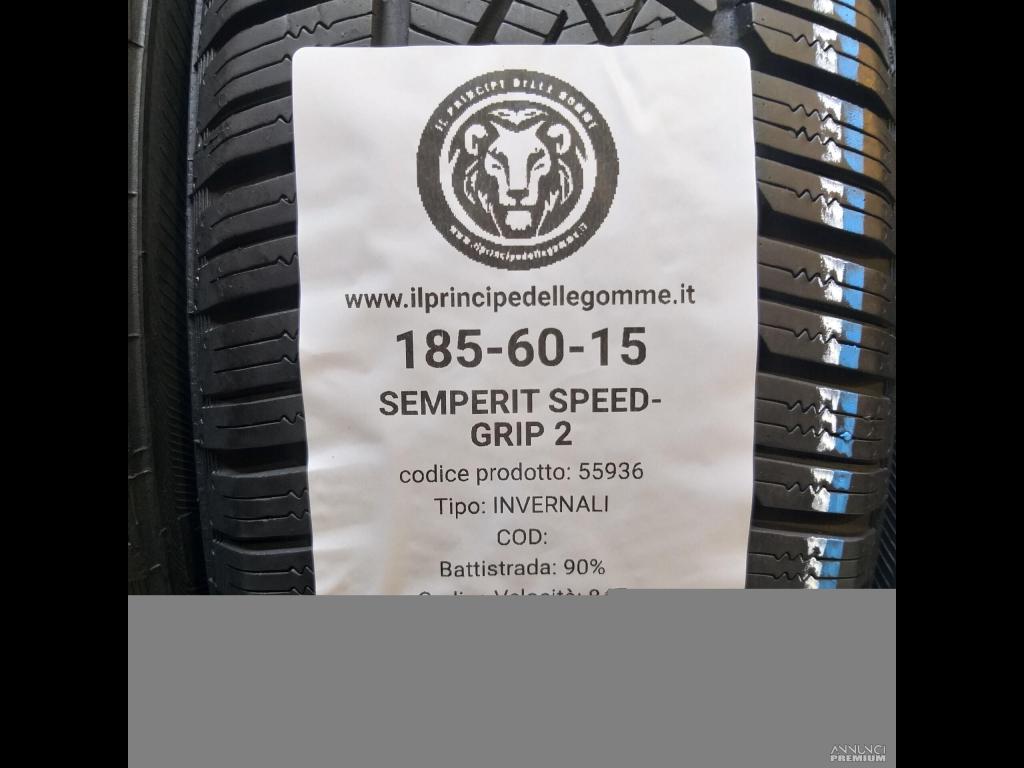 IL PRINCIPE DELLE GOMME
www.ilprincipedellegomme.it
www.ilprincipedellegomme.it
185-60-15
SEMPERIT SPEED-
GRIP 2
codice prodotto: 55936
Tipo: INVERNALI
COD:
Battistrada: 90%
ANNUNCI
PREMIUM